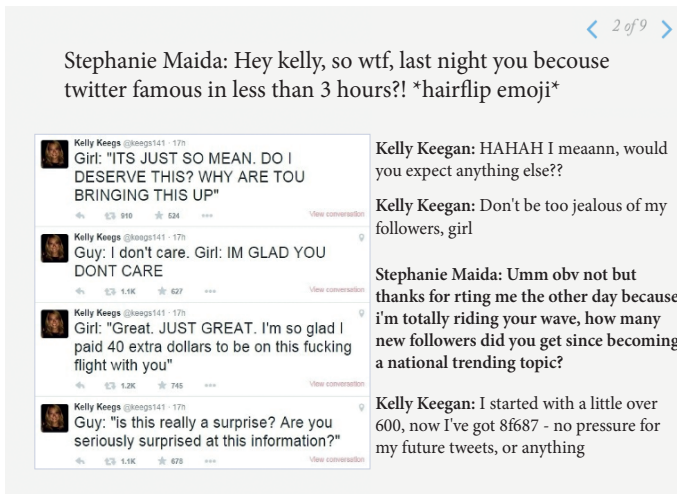 2 of 9
Stephanie Maida: Hey kelly, so wtf, last night you becouse
twitter famous in less than 3 hours?! *hairflip emoji*
Kelly Keegs @keegs141 · 17h
Girl: "ITS JUST SO MEAN. DO I
DESERVE THIS? WHY ARE TOU
BRINGING THIS UP"
910 524 View conversation
Kelly Keegs @keegs141 · 17h
Guy: I don't care. Girl: IM GLAD YOU
DONT CARE
1.1K 627 View conversation
Kelly Keegs @keegs141 · 17h
Girl: "Great. JUST GREAT. I'm so glad I
paid 40 extra dollars to be on this fucking
flight with you"
1.2K 745 View conversation
Kelly Keegs @keegs141 · 17h
Guy: "is this really a surprise? Are you
seriously surprised at this information?"
1.1K 678 View conversation
Kelly Keegan: HAHAH I meaann, would
you expect anything else??
Kelly Keegan: Don't be too jealous of my
followers, girl
Stephanie Maida: Umm obv not but
thanks for rting me the other day because
i'm totally riding your wave, how many
new followers did you get since becoming
a national trending topic?
Kelly Keegan: I started with a little over
600, now I've got 8f687 - no pressure for
my future tweets, or anything